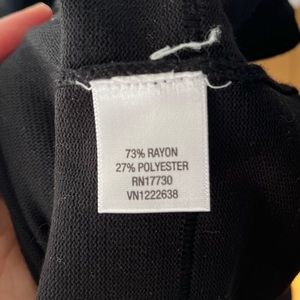 73% RAYON
27% POLYESTER
RN17730
VN1222638